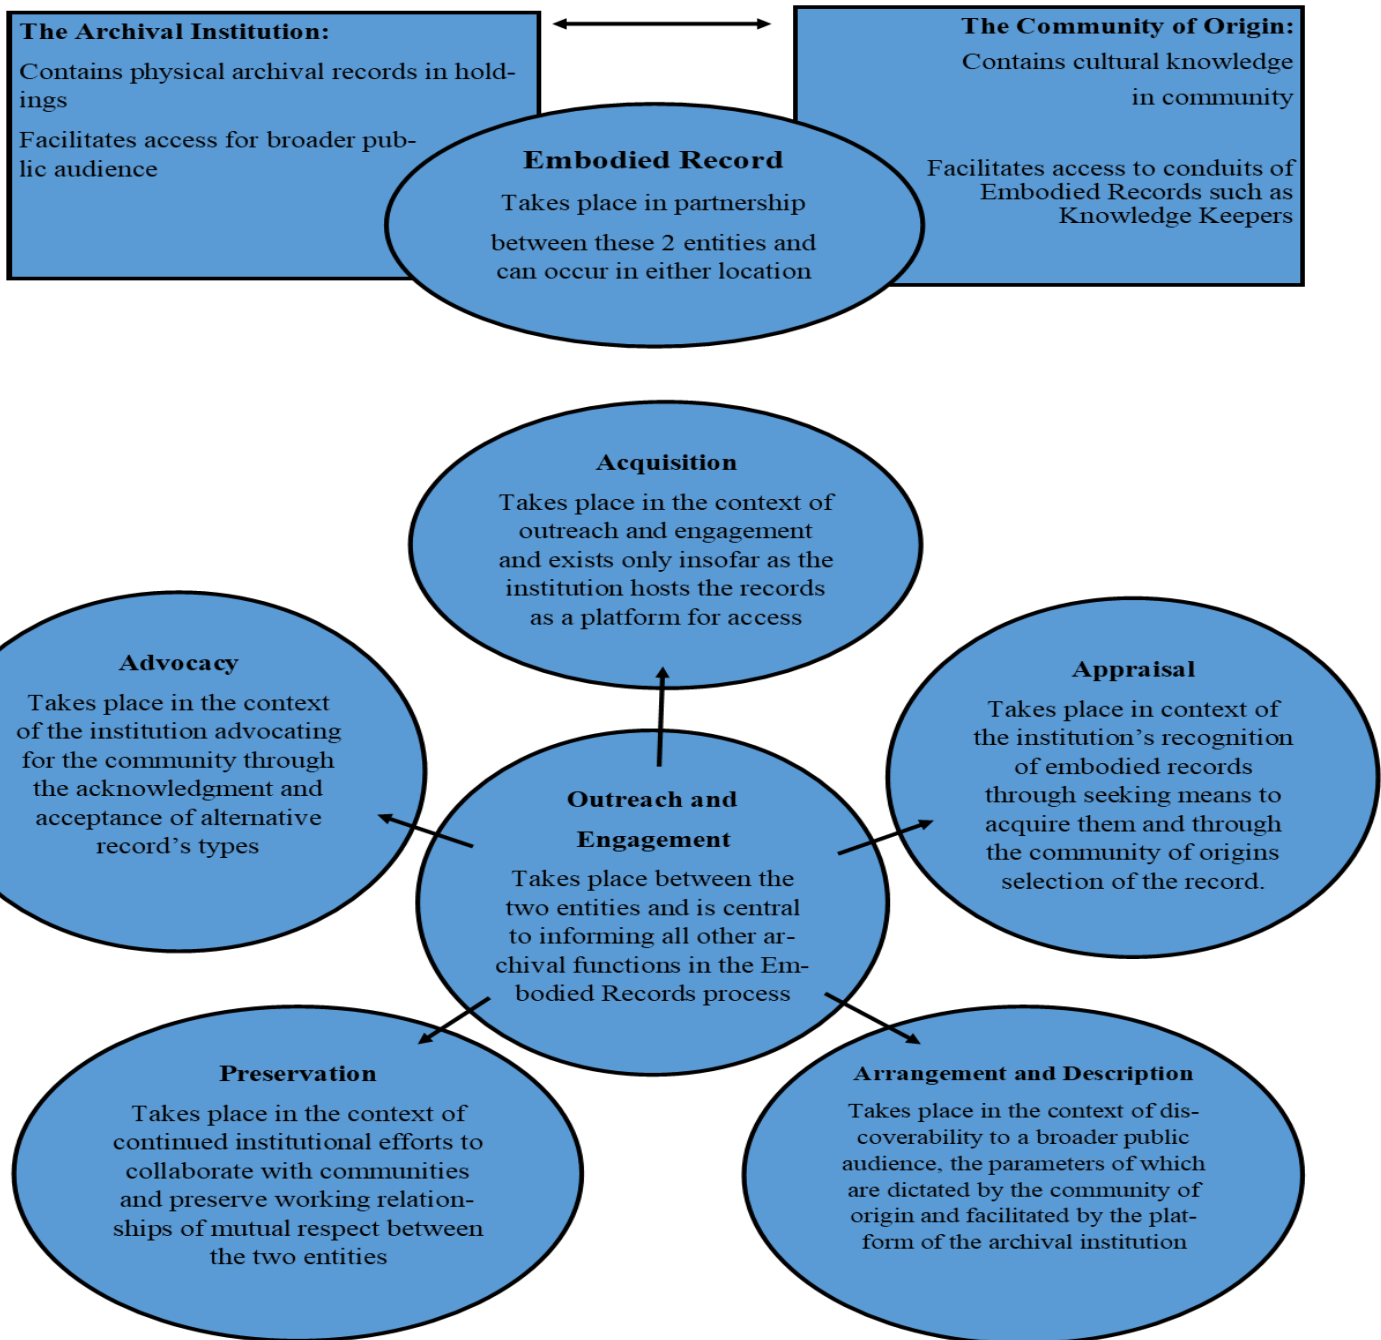 The Archival Institution:
Contains physical archival records in hold-
ings
Facilitates access for broader pub-
lic audience
The Community of Origin:
Contains cultural knowledge
in community
Facilitates access to conduits of
Embodied Records such as
Knowledge Keepers
Embodied Record
Takes place in partnership
between these 2 entities and
can occur in either location
Acquisition
Takes place in the context of
outreach and engagement
and exists only insofar as the
institution hosts the records
as a platform for access
Advocacy
Takes place in the context
of the institution advocating
for the community through
the acknowledgment and
acceptance of alternative
record’s types
Appraisal
Takes place in context of
the institution’s recognition
of embodied records
through seeking means to
acquire them and through
the community of origins
selection of the record.
Outreach and
Engagement
Takes place between the
two entities and is central
to informing all other ar-
chival functions in the Em-
bodied Records process
Preservation
Takes place in the context of
continued institutional efforts to
collaborate with communities
and preserve working relation-
ships of mutual respect between
the two entities
Arrangement and Description
Takes place in the context of dis-
coverability to a broader public
audience, the parameters of which
are dictated by the community of
origin and facilitated by the plat-
form of the archival institution